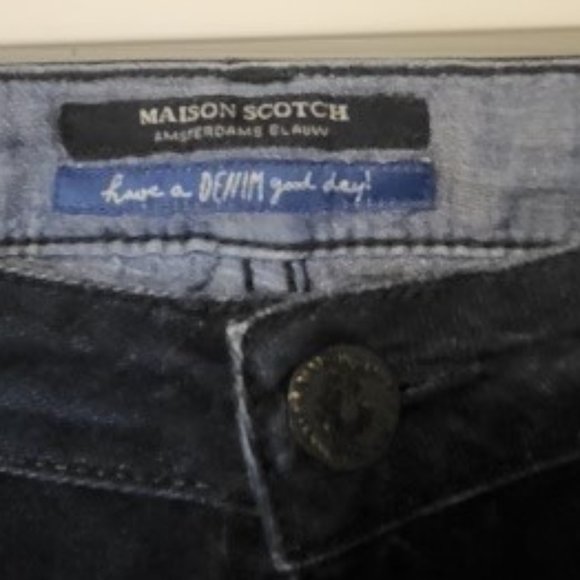 MAISON SCOTCH
AMSTERDAMS BLAUW
have a DENIM good day!